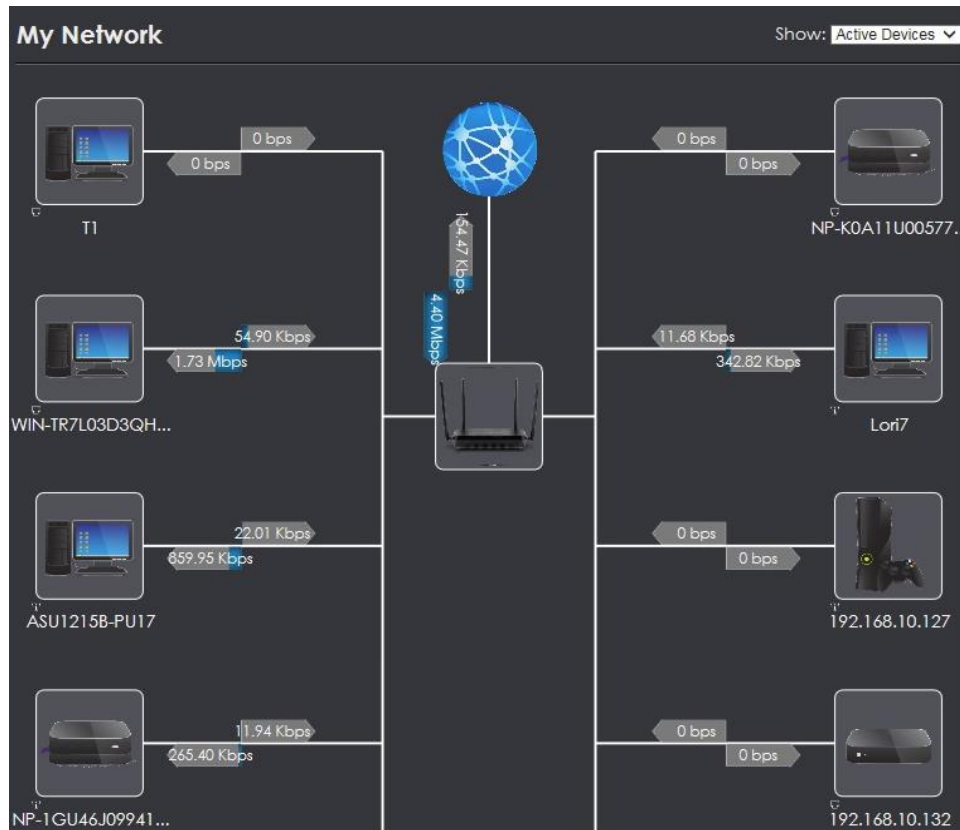 My Network
Show: Active Devices
0 bps
0 bps
T1
0 bps
0 bps
NP-K0A11U00577...
154.47 Kbps
4.40 Mbps
54.90 Kbps
1.73 Mbps
WIN-TR7L03D3QH...
11.68 Kbps
342.82 Kbps
Lori7
22.01 Kbps
859.95 Kbps
ASU1215B-PU17
0 bps
0 bps
192.168.10.127
11.94 Kbps
265.40 Kbps
NP-1GU46J09941...
0 bps
0 bps
192.168.10.132